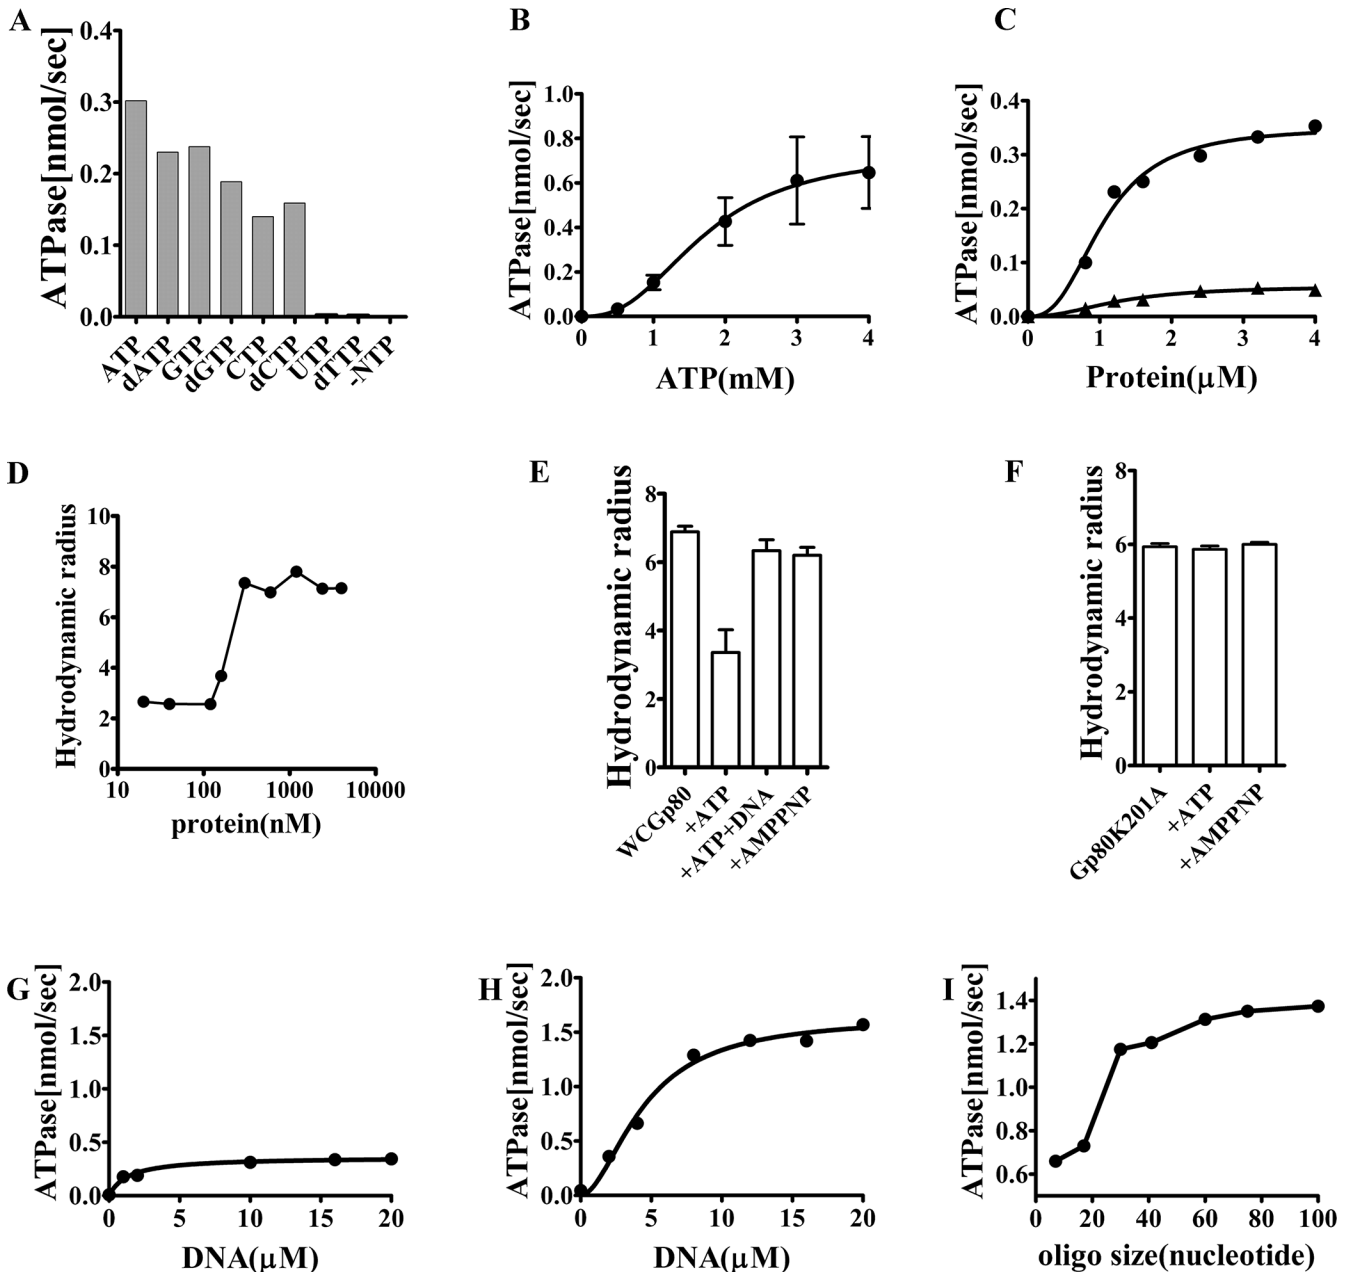 A
ATPase[nmol/sec]
0.4
0.3
0.2
0.1
0.0
ATP
dATP
GTP
dGTP
CTP
dCTP
UTP
dTTP
-NTP
B
ATPase[nmol/sec]
1.0
0.8
0.6
0.4
0.2
0.0
0 1 2 3 4
ATP(mM)
C
ATPase[nmol/sec]
0.4
0.3
0.2
0.1
0.0
0 1 2 3 4
Protein(μM)
D
Hydrodynamic radius
10
8
6
4
2
0
10 100 1000 10000
protein(nM)
E
Hydrodynamic radius
8
6
4
2
0
WCGp80
+ATP
+ATP+DNA
+AMPPNP
F
Hydrodynamic radius
8
6
4
2
0
Gp80K201A
+ATP
+AMPPNP
G
ATPase[nmol/sec]
2.0
1.5
1.0
0.5
0.0
0 5 10 15 20
DNA(μM)
H
ATPase[nmol/sec]
2.0
1.5
1.0
0.5
0.0
0 5 10 15 20
DNA(μM)
I
ATPase[nmol/sec]
1.4
1.2
1.0
0.8
0.6
0 20 40 60 80 100
oligo size(nucleotide)